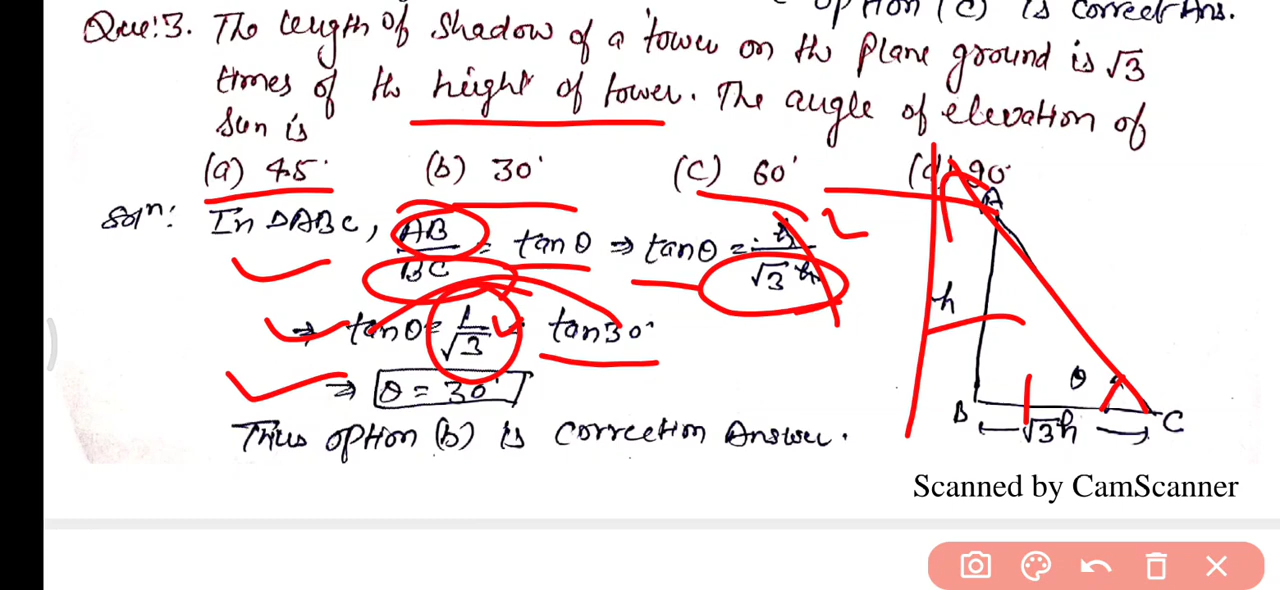 option (c) is correct Ans.
Que:3. The length of shadow of a tower on the plane ground is √3
times of the height of tower. The angle of elevation of
sun is
(a) 45° (b) 30° (c) 60° (d) 90°
Solⁿ: In ΔABC, AB/BC = tanθ ⇒ tanθ = h/√3h
⇒ tanθ = 1/√3 = tan30°
⇒ θ = 30°
Thus option (b) is correction Answer.
A
h
θ
B √3h C
Scanned by CamScanner